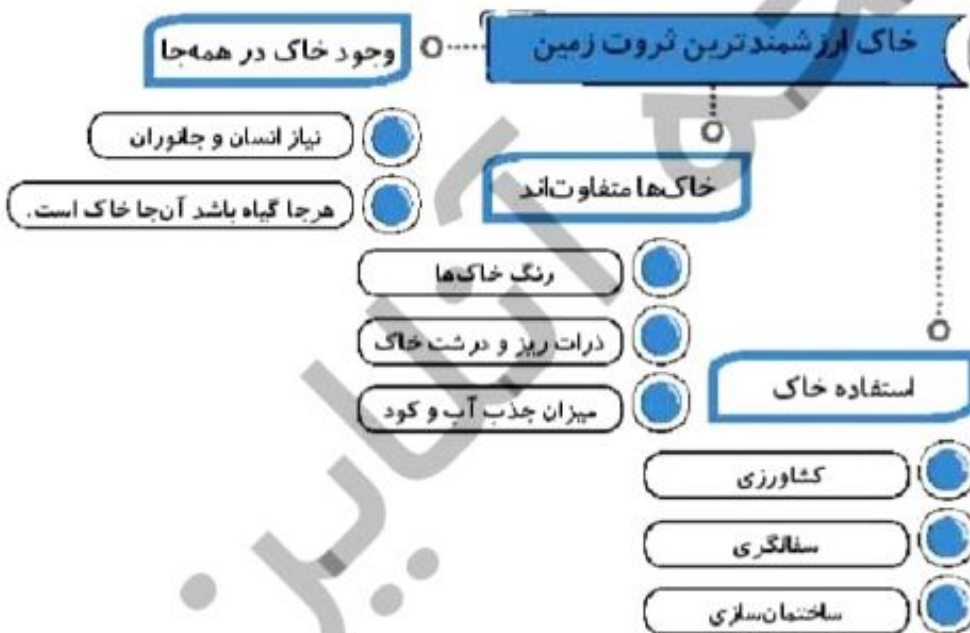 خاک ارزشمندترین ثروت زمین
وجود خاک در همه‌جا
نیاز انسان و جانوران
هرجا گیاه باشد آن‌جا خاک است.
خاک‌ها متفاوت‌اند
رنگ خاک‌ها
ذرات ریز و درشت خاک
میزان جذب آب و کود
استفاده خاک
کشاورزی
سفالگری
ساختمان‌سازی